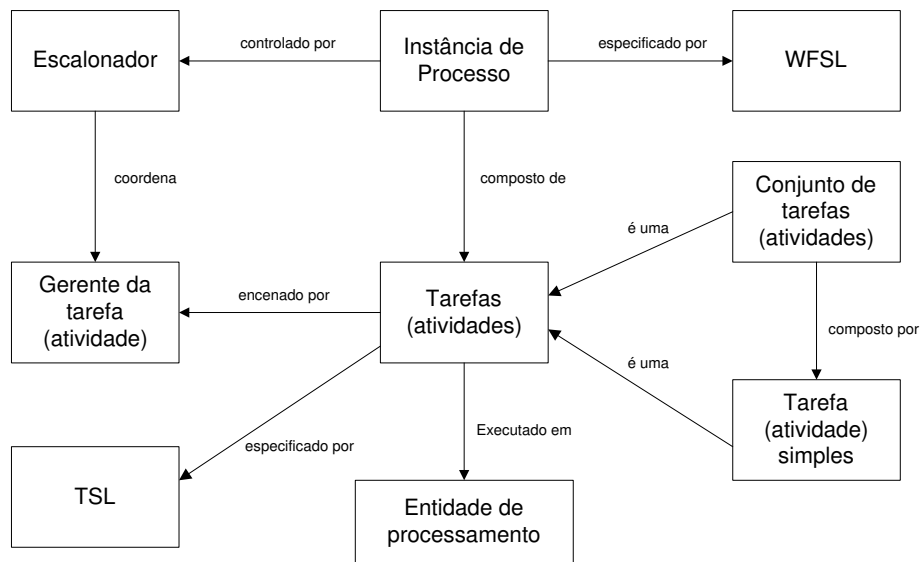 Escalonador
controlado por
Instância de
Processo
especificado por
WFSL
coordena
composto de
Conjunto de
tarefas
(atividades)
é uma
Gerente da
tarefa
(atividade)
encenado por
Tarefas
(atividades)
composto por
é uma
Tarefa
(atividade)
simples
especificado por
Executado em
TSL
Entidade de
processamento